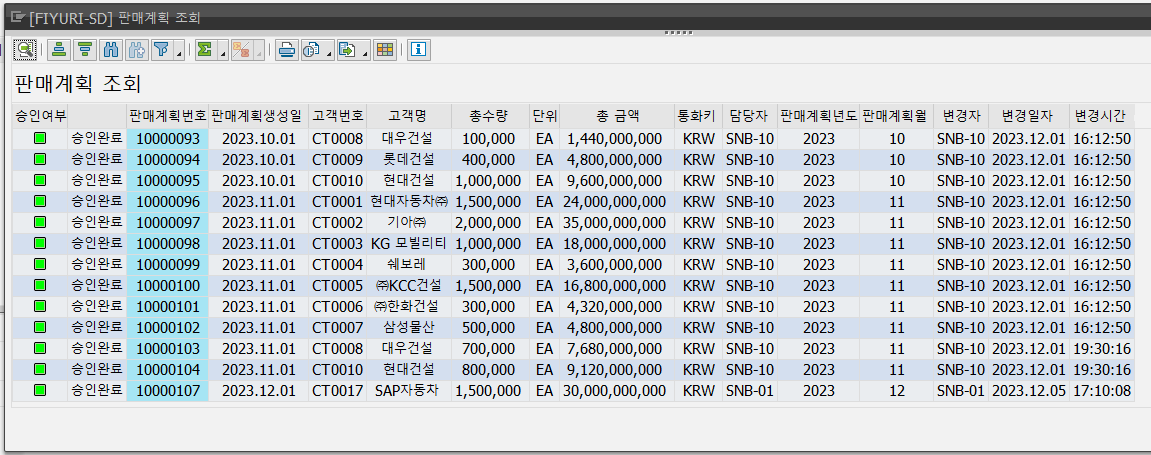 [FIYURI-SD] 판매계획 조회
판매계획 조회
승인여부 판매계획번호 판매계획생성일 고객번호 고객명 총수량 단위 총 금액 통화키 담당자 판매계획년도 판매계획월 변경자 변경일자 변경시간
승인완료 10000093 2023.10.01 CT0008 대우건설 100,000 EA 1,440,000,000 KRW SNB-10 2023 10 SNB-10 2023.12.01 16:12:50
승인완료 10000094 2023.10.01 CT0009 롯데건설 400,000 EA 4,800,000,000 KRW SNB-10 2023 10 SNB-10 2023.12.01 16:12:50
승인완료 10000095 2023.10.01 CT0010 현대건설 1,000,000 EA 9,600,000,000 KRW SNB-10 2023 10 SNB-10 2023.12.01 16:12:50
승인완료 10000096 2023.11.01 CT0001 현대자동차㈜ 1,500,000 EA 24,000,000,000 KRW SNB-10 2023 11 SNB-10 2023.12.01 16:12:50
승인완료 10000097 2023.11.01 CT0002 기아㈜ 2,000,000 EA 35,000,000,000 KRW SNB-10 2023 11 SNB-10 2023.12.01 16:12:50
승인완료 10000098 2023.11.01 CT0003 KG 모빌리티 1,000,000 EA 18,000,000,000 KRW SNB-10 2023 11 SNB-10 2023.12.01 16:12:50
승인완료 10000099 2023.11.01 CT0004 쉐보레 300,000 EA 3,600,000,000 KRW SNB-10 2023 11 SNB-10 2023.12.01 16:12:50
승인완료 10000100 2023.11.01 CT0005 ㈜KCC건설 1,500,000 EA 16,800,000,000 KRW SNB-10 2023 11 SNB-10 2023.12.01 16:12:50
승인완료 10000101 2023.11.01 CT0006 ㈜한화건설 300,000 EA 4,320,000,000 KRW SNB-10 2023 11 SNB-10 2023.12.01 16:12:50
승인완료 10000102 2023.11.01 CT0007 삼성물산 500,000 EA 4,800,000,000 KRW SNB-10 2023 11 SNB-10 2023.12.01 16:12:50
승인완료 10000103 2023.11.01 CT0008 대우건설 700,000 EA 7,680,000,000 KRW SNB-10 2023 11 SNB-10 2023.12.01 19:30:16
승인완료 10000104 2023.11.01 CT0010 현대건설 800,000 EA 9,120,000,000 KRW SNB-10 2023 11 SNB-10 2023.12.01 19:30:16
승인완료 10000107 2023.12.01 CT0017 SAP자동차 1,500,000 EA 30,000,000,000 KRW SNB-01 2023 12 SNB-01 2023.12.05 17:10:08